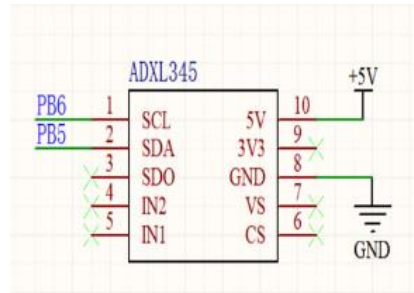 ADXL345
+5V
PB6 1 SCL 5V 10
PB5 2 SDA 3V3 9
3 SDO GND 8
4 IN2 VS 7
5 IN1 CS 6
GND